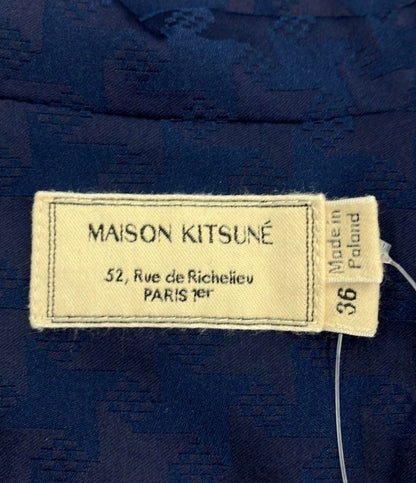 MAISON KITSUNÉ
52, Rue de Richelieu
PARIS 1er
Made in
Poland
36